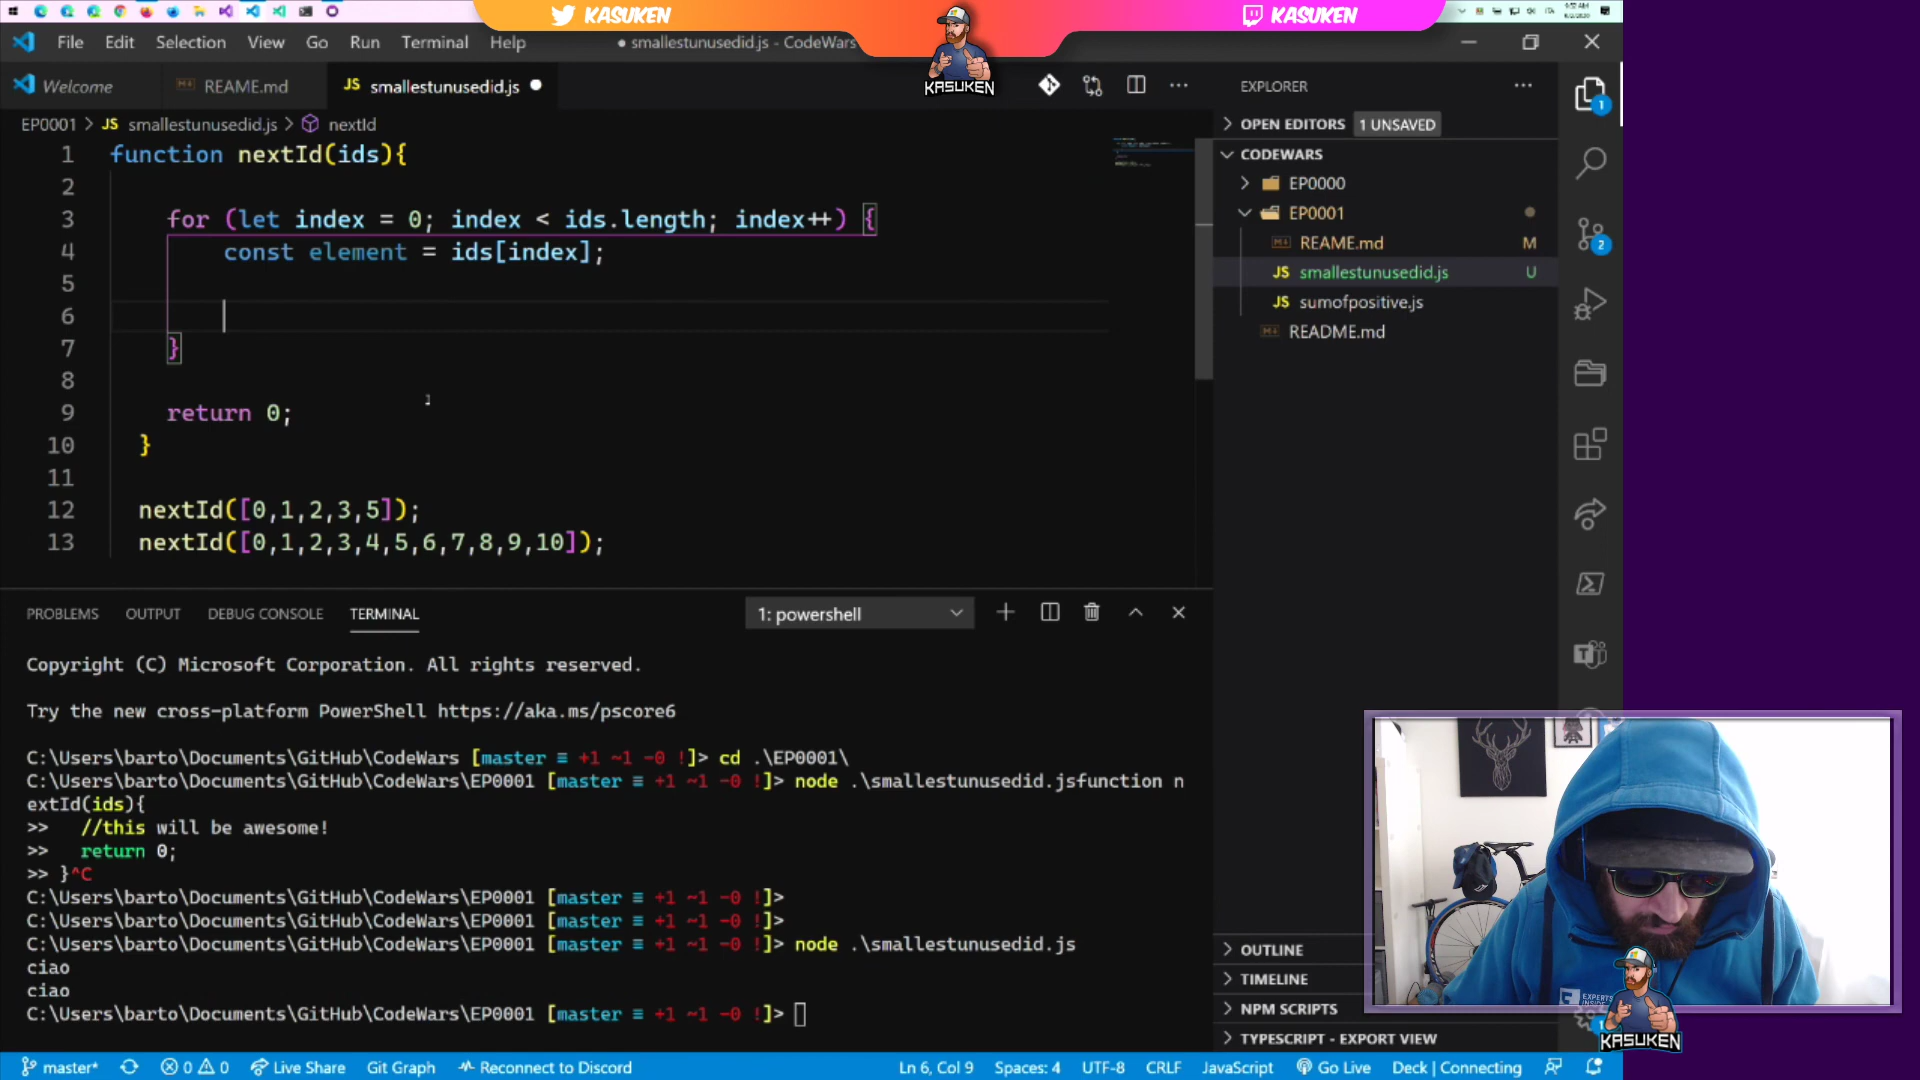 KASUKEN
KASUKEN
KASUKEN
File Edit Selection View Go Run Terminal Help
● smallestunusedid.js - CodeWars
Welcome
REAME.md
JS smallestunusedid.js
EP0001 > JS smallestunusedid.js > nextId
1 function nextId(ids){
2
3 for (let index = 0; index < ids.length; index++) {
4 const element = ids[index];
5
6
7 }
8
9 return 0;
10 }
11
12 nextId([0,1,2,3,5]);
13 nextId([0,1,2,3,4,5,6,7,8,9,10]);
EXPLORER
OPEN EDITORS 1 UNSAVED
CODEWARS
EP0000
EP0001
REAME.md M
JS smallestunusedid.js U
JS sumofpositive.js
README.md
1
2
PROBLEMS OUTPUT DEBUG CONSOLE TERMINAL
1: powershell
Copyright (C) Microsoft Corporation. All rights reserved.
Try the new cross-platform PowerShell https://aka.ms/pscore6
C:\Users\barto\Documents\GitHub\CodeWars [master ≡ +1 ~1 -0 !]> cd .\EP0001\
C:\Users\barto\Documents\GitHub\CodeWars\EP0001 [master ≡ +1 ~1 -0 !]> node .\smallestunusedid.jsfunction n
extId(ids){
>> //this will be awesome!
>> return 0;
>> }^C
C:\Users\barto\Documents\GitHub\CodeWars\EP0001 [master ≡ +1 ~1 -0 !]>
C:\Users\barto\Documents\GitHub\CodeWars\EP0001 [master ≡ +1 ~1 -0 !]>
C:\Users\barto\Documents\GitHub\CodeWars\EP0001 [master ≡ +1 ~1 -0 !]> node .\smallestunusedid.js
ciao
ciao
C:\Users\barto\Documents\GitHub\CodeWars\EP0001 [master ≡ +1 ~1 -0 !]>
OUTLINE
TIMELINE
NPM SCRIPTS
TYPESCRIPT - EXPORT VIEW
EXPERTS
INSIDE
KASUKEN
master* 0 0 Live Share Git Graph Reconnect to Discord
Ln 6, Col 9 Spaces: 4 UTF-8 CRLF JavaScript Go Live Deck | Connecting